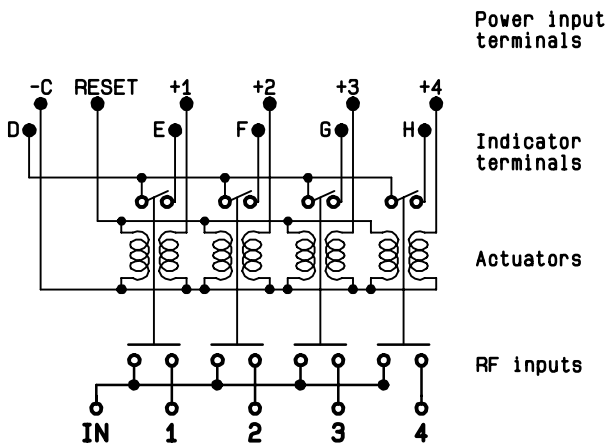 Power input
terminals
-C RESET +1 +2 +3 +4
D E F G H
Indicator
terminals
Actuators
RF inputs
IN 1 2 3 4